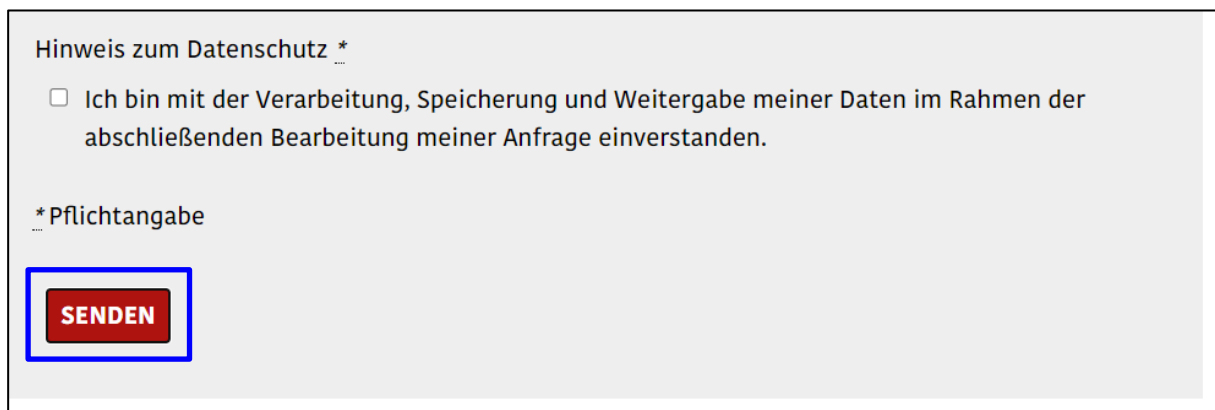 Hinweis zum Datenschutz *
Ich bin mit der Verarbeitung, Speicherung und Weitergabe meiner Daten im Rahmen der
abschließenden Bearbeitung meiner Anfrage einverstanden.
* Pflichtangabe
SENDEN